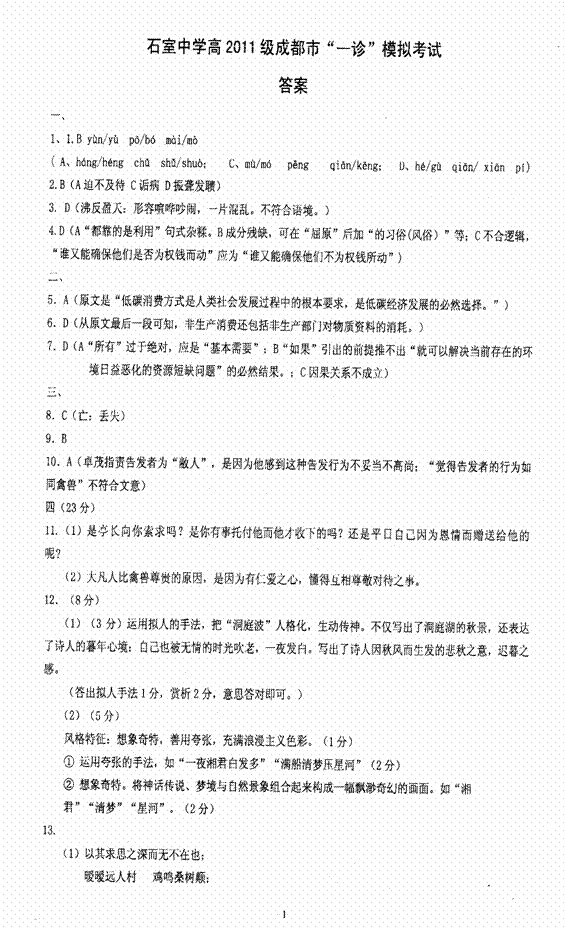 石室中学高 2011 级成都市“一诊”模拟考试
答案
一、
1、1.B yùn/yù pō/bó mài/mò
( A、háng/héng chū shū/shuò; C、mù/mó pēng qiān/kēng; D、hé/gù qiān/ xiān pí)
2.B(A迫不及待 C诟病 D振聋发聩)
3. D(沸反盈天: 形容喧哗吵闹, 一片混乱。不符合语境。)
4.D(A“都靠的是利用”句式杂糅。B成分残缺, 可在“屈原”后加“的习俗(风俗)”等; C不合逻辑,
“谁又能确保他们是否为权钱而动”应为“谁又能确保他们不为权钱所动”)
二、
5. A(原文是“低碳消费方式是人类社会发展过程中的根本要求, 是低碳经济发展的必然选择。”)
6. D(从原文最后一段可知, 非生产消费还包括非生产部门对物质资料的消耗。)
7. D(A“所有”过于绝对, 应是“基本需要”; B“如果”引出的前提推不出“就可以解决当前存在的环
境日益恶化的资源短缺问题”的必然结果。; C因果关系不成立)
三、
8. C(亡: 丢失)
9. B
10. A(卓茂指责告发者为“敝人”, 是因为他感到这种告发行为不妥当不高尚; “觉得告发者的行为如
同禽兽”不符合文意)
四(23 分)
11. (1) 是亭长向你索求吗? 是你有事托付他而他才收下的吗? 还是平日自己因为恩情而赠送给他的
呢?
(2) 大凡人比禽兽尊贵的原因, 是因为有仁爱之心, 懂得互相尊敬对待之事。
12. (8 分)
(1) (3 分) 运用拟人的手法, 把“洞庭波”人格化, 生动传神。不仅写出了洞庭湖的秋景, 还表达
了诗人的暮年心境: 自己也被无情的时光吹老, 一夜发白。写出了诗人因秋风而生发的悲秋之意, 迟暮之
感。
(答出拟人手法 1 分, 赏析 2 分, 意思答对即可。)
(2) (5 分)
风格特征: 想象奇特, 善用夸张, 充满浪漫主义色彩。(1 分)
① 运用夸张的手法, 如“一夜湘君白发多”“满船清梦压星河”(2 分)
② 想象奇特。将神话传说、梦境与自然景象组合起来构成一幅飘渺奇幻的画面。如“湘
君”“清梦”“星河”。(2 分)
13.
(1) 以其求思之深而无不在也;
暧暧远人村 鸡鸣桑树颠;
1